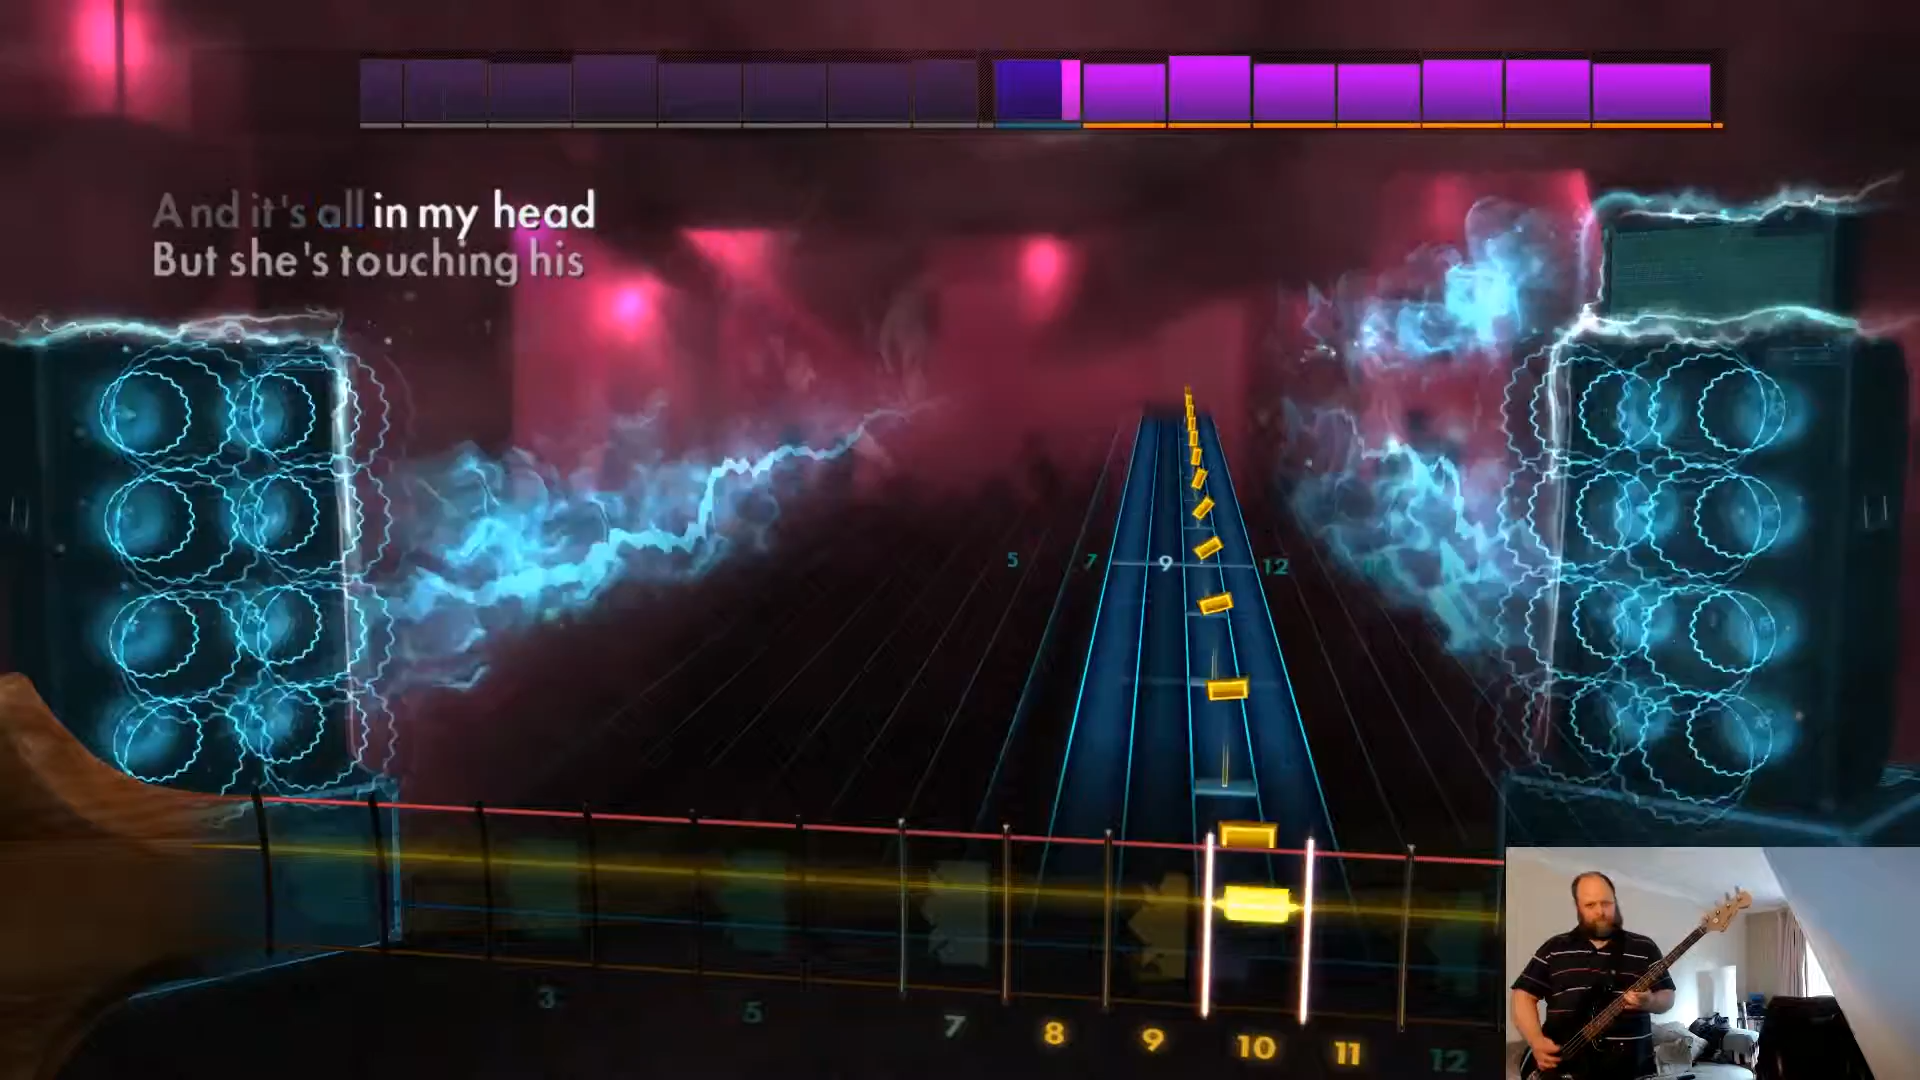 And it's all in my head
But she's touching his
5 7 9 12
3 5 7 8 9 10 11 12